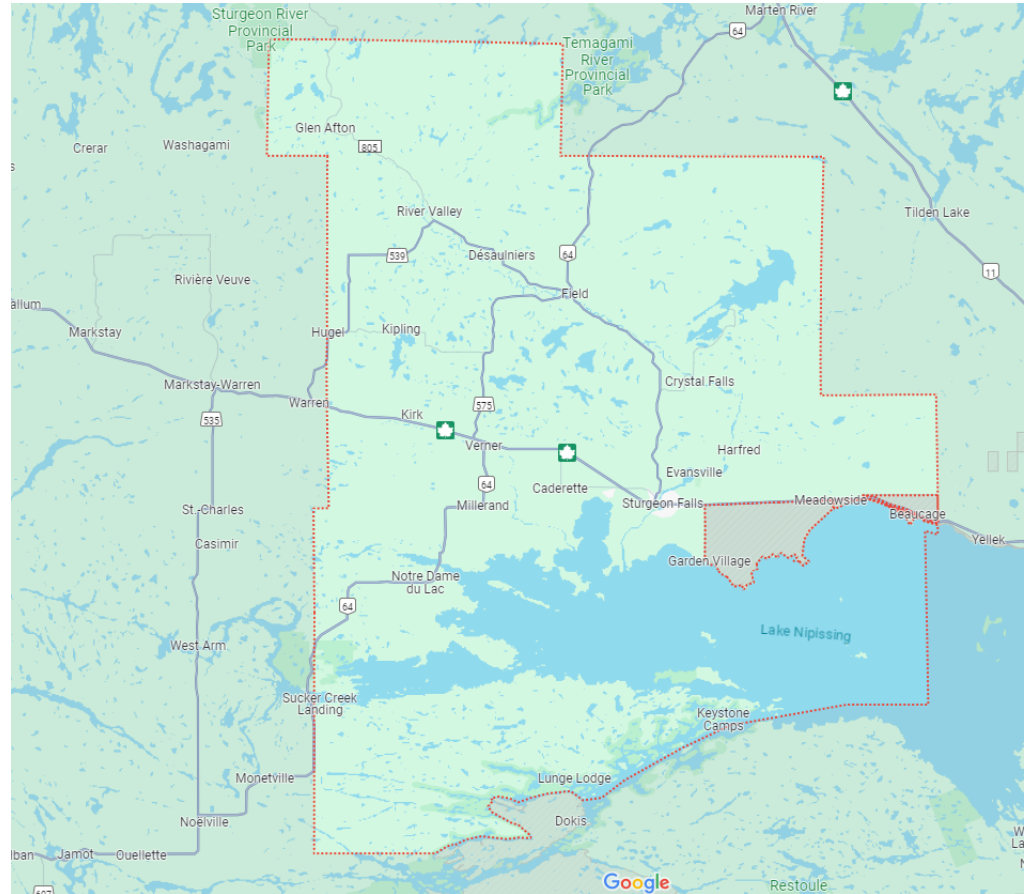 Sturgeon River
Provincial
Park
Marten River
64
Temagami
River
Provincial
Park
Glen Afton
805
Crerar
Washagami
River Valley
Tilden Lake
539
Désaulniers
64
11
Rivière Veuve
Field
allum
Markstay
Hugel
Kipling
Markstay-Warren
Crystal Falls
Warren
575
535
Kirk
Verner
Harfred
Evansville
64
Caderette
St.-Charles
Millerand
Sturgeon Falls
Meadowside
Beaucage
Casimir
Yellek
Garden Village
Notre Dame
du Lac
64
Lake Nipissing
West Arm
Sucker Creek
Landing
Keystone
Camps
Monetville
Lunge Lodge
Noëlville
Dokis
lban
Jamot
Ouellette
Google
Restoule
607